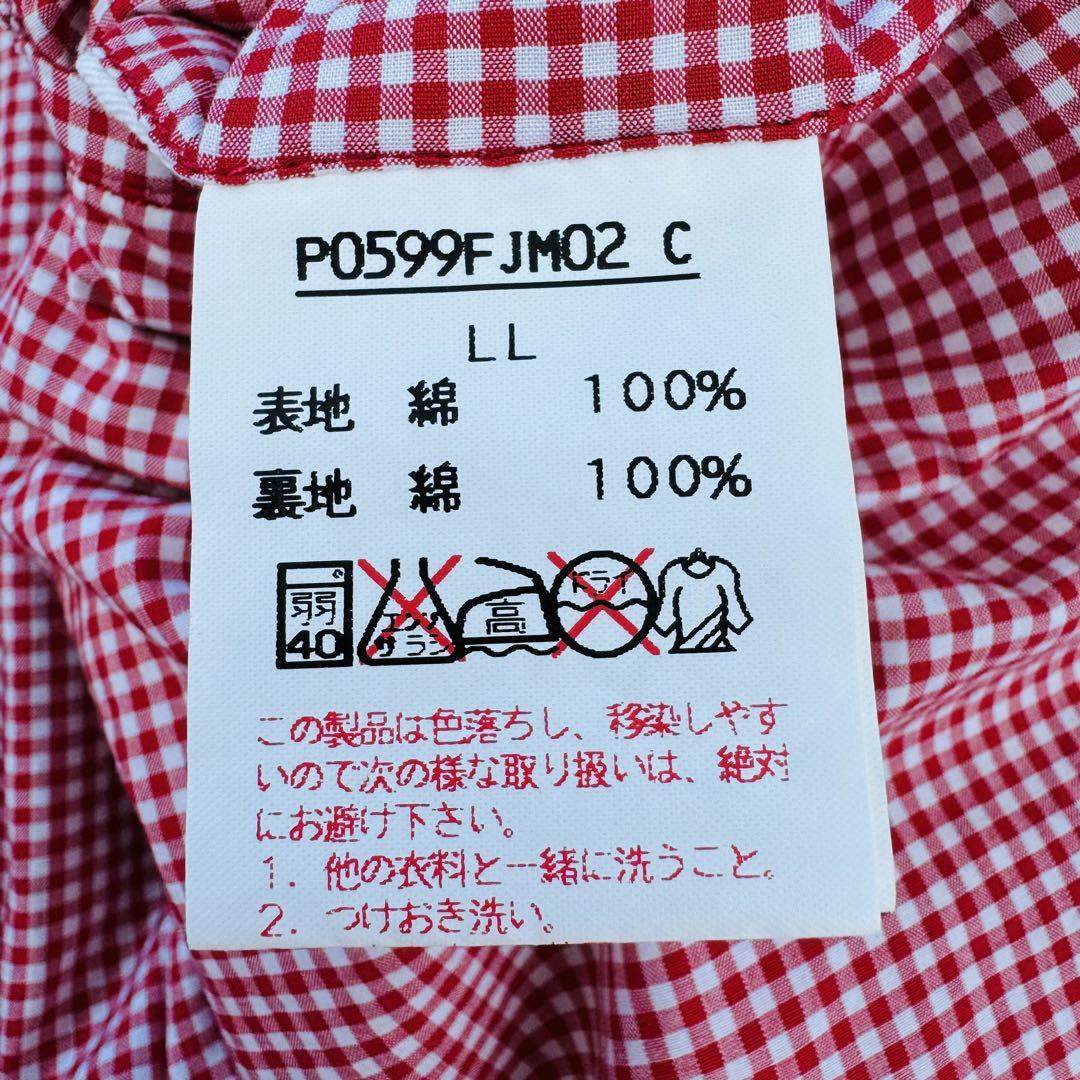 P0599FJM02 C
LL
表地 綿 100%
裏地 綿 100%
弱 40
エンソ サラシ
高
ドライ
この製品は色落ちし、移染しやす
いので次の様な取り扱いは、絶対
にお避け下さい。
1. 他の衣料と一緒に洗うこと。
2. つけおき洗い。